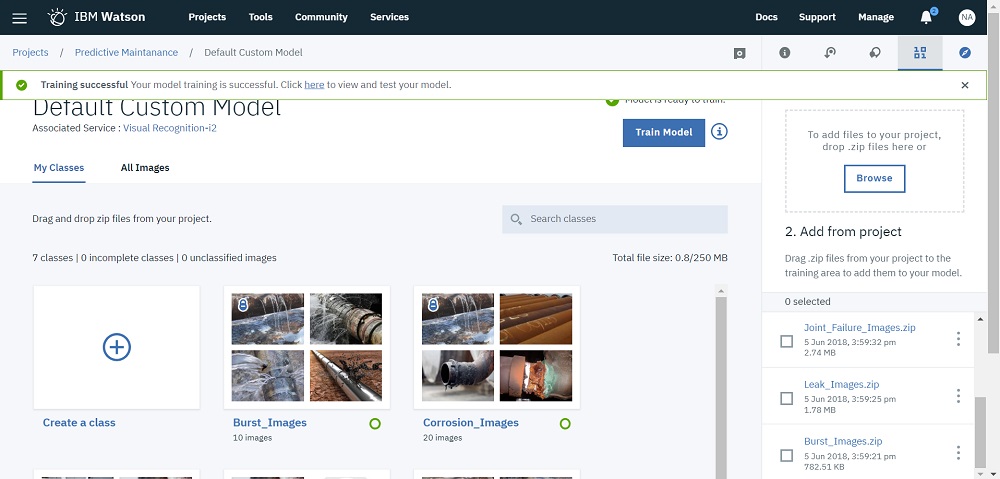 IBM Watson
Projects
Tools
Community
Services
Docs
Support
Manage
2
NA
Projects / Predictive Maintanance / Default Custom Model
Training successful Your model training is successful. Click here to view and test your model.
Default Custom Model
Model is ready to train.
Associated Service : Visual Recognition-i2
Train Model
My Classes
All Images
Drag and drop zip files from your project.
Search classes
7 classes | 0 incomplete classes | 0 unclassified images
Total file size: 0.8/250 MB
Create a class
Burst_Images
10 images
Corrosion_Images
20 images
To add files to your project,
drop .zip files here or
Browse
2. Add from project
Drag .zip files from your project to the
training area to add them to your model.
0 selected
Joint_Failure_Images.zip
5 Jun 2018, 3:59:32 pm
2.74 MB
Leak_Images.zip
5 Jun 2018, 3:59:25 pm
1.78 MB
Burst_Images.zip
5 Jun 2018, 3:59:21 pm
782.51 KB